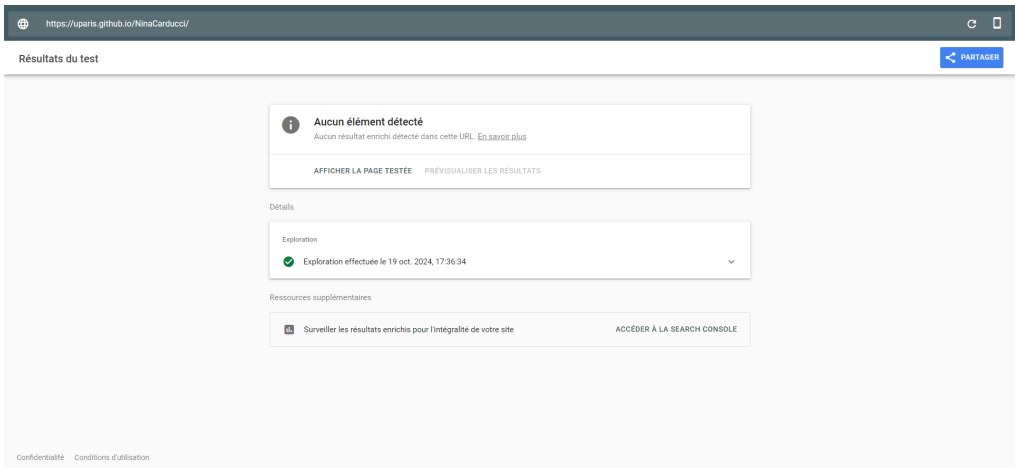 https://uparis.github.io/NinaCarducci/
Résultats du test
PARTAGER
Aucun élément détecté
Aucun résultat enrichi détecté dans cette URL. En savoir plus
AFFICHER LA PAGE TESTÉE PRÉVISUALISER LES RÉSULTATS
Détails
Exploration
Exploration effectuée le 19 oct. 2024, 17:36:34
Ressources supplémentaires
Surveiller les résultats enrichis pour l'intégralité de votre site ACCÉDER À LA SEARCH CONSOLE
Confidentialité Conditions d'utilisation